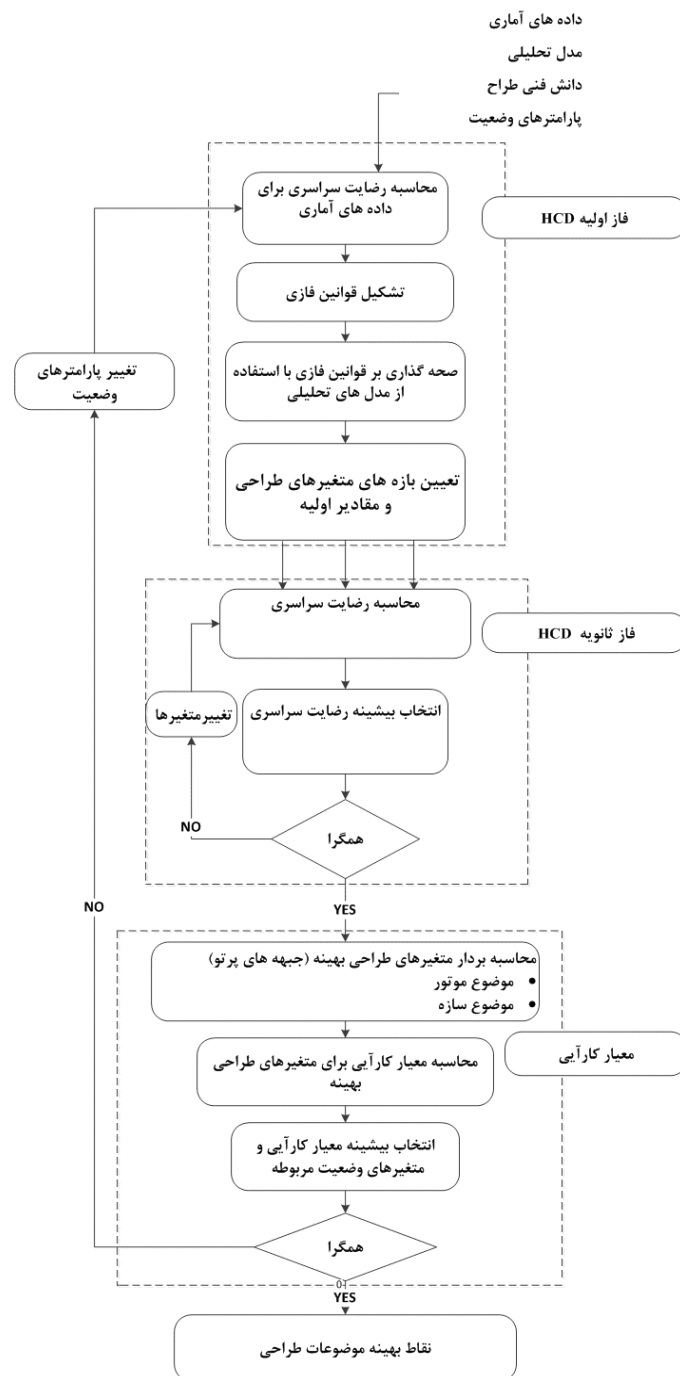 داده های آماری
مدل تحلیلی
دانش فنی طراح
پارامترهای وضعیت
محاسبه رضایت سراسری برای
داده های آماری
فاز اولیه HCD
تشکیل قوانین فازی
صحه گذاری بر قوانین فازی با استفاده
از مدل های تحلیلی
تغییر پارامترهای
وضعیت
تعیین بازه های متغیرهای طراحی
و مقادیر اولیه
محاسبه رضایت سراسری
فاز ثانویه HCD
انتخاب بیشینه رضایت سراسری
تغییرمتغیرها
همگرا
NO
YES
NO
محاسبه بردار متغیرهای طراحی بهینه (جبهه های پرتو)
• موضوع موتور
• موضوع سازه
معیار کارآیی
محاسبه معیار کارآیی برای متغیرهای طراحی
بهینه
انتخاب بیشینه معیار کارآیی و
متغیرهای وضعیت مربوطه
همگرا
0
YES
نقاط بهینه موضوعات طراحی